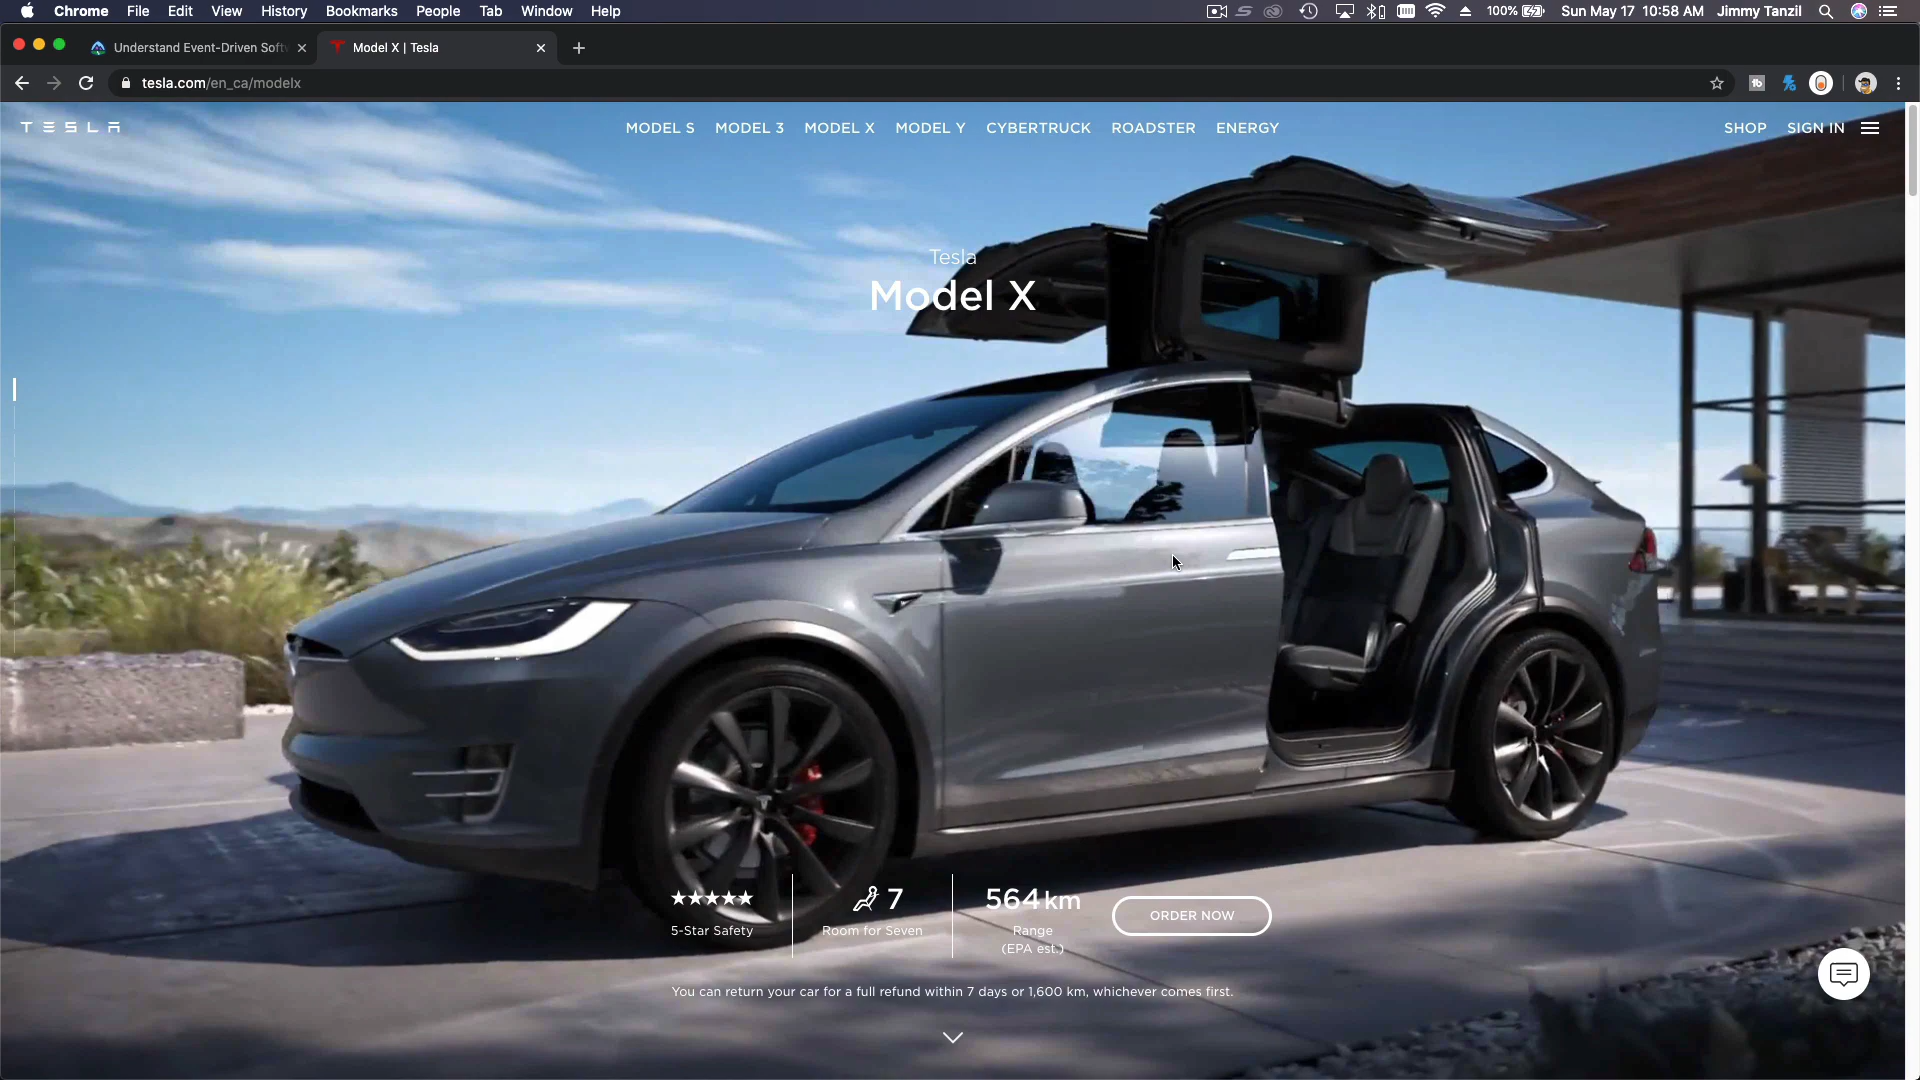 Chrome File Edit View History Bookmarks People Tab Window Help 100% Sun May 17 10:58 AM Jimmy Tanzil
Understand Event-Driven Softw Model X | Tesla
tesla.com/en_ca/modelx
TESLA MODEL S MODEL 3 MODEL X MODEL Y CYBERTRUCK ROADSTER ENERGY SHOP SIGN IN
Tesla
Model X
★★★★★ 7 564 km
5-Star Safety Room for Seven Range
(EPA est.)
ORDER NOW
You can return your car for a full refund within 7 days or 1,600 km, whichever comes first.